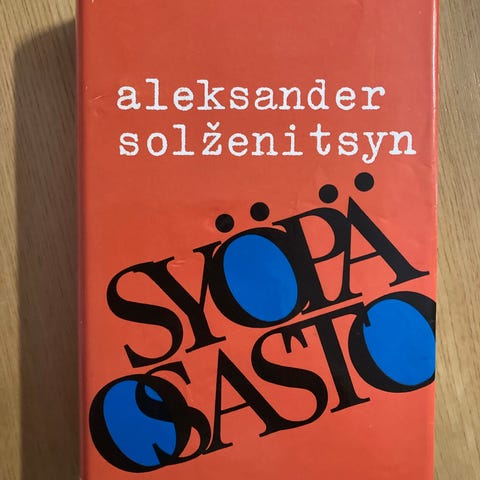 aleksander
solženitsyn
SYÖPÄ
OSASTO